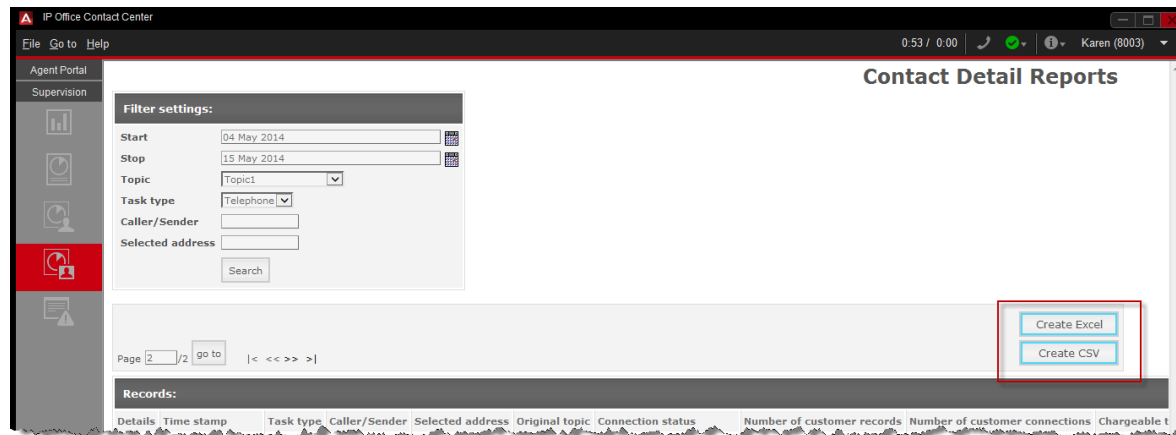 IP Office Contact Center
File Go to Help 0:53 / 0:00 Karen (8003)
Agent Portal
Supervision
Contact Detail Reports
Filter settings:
Start 04 May 2014
Stop 15 May 2014
Topic Topic1
Task type Telephone
Caller/Sender
Selected address
Search
Create Excel
Page 2 /2 go to |< << >> >|
Create CSV
Records:
Details Time stamp Task type Caller/Sender Selected address Original topic Connection status Number of customer records Number of customer connections Chargeable